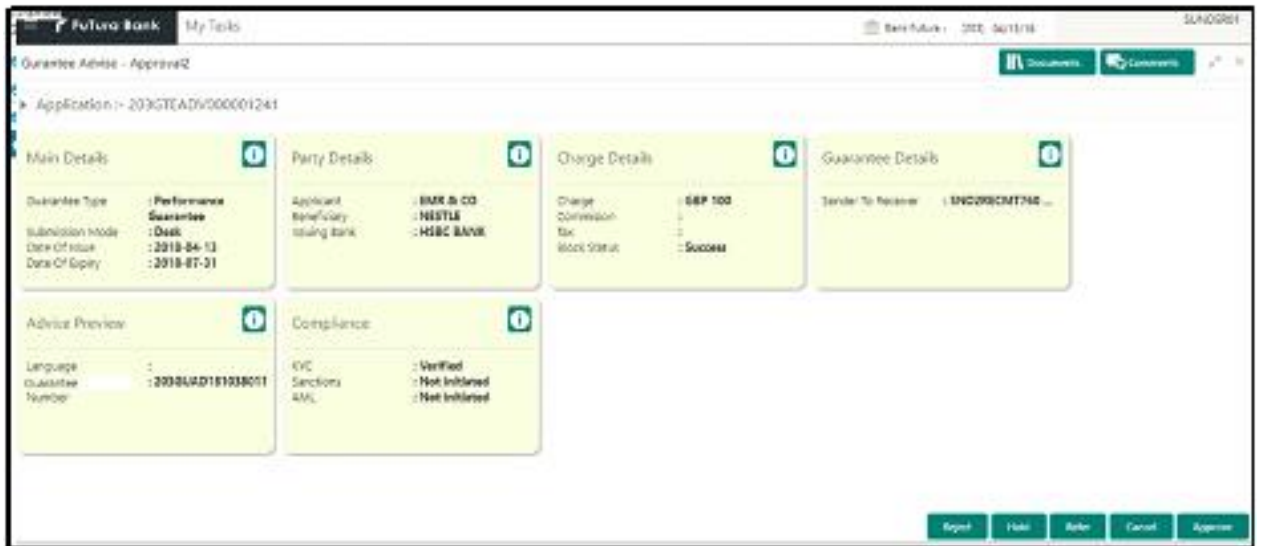 FuTura Bank
My Tasks
SUNDER01
Gurantee Advise - Approval2
Documents
Comments
Application :- 203GTEADV000001241
Main Details
Guarantee Type : Performance
Guarantee
Submission Mode : Desk
Date Of Issue : 2018-04-13
Date Of Expiry : 2018-07-31
Party Details
Applicant : EMR & CO
Beneficiary : NESTLE
Issuing Bank : HSBC BANK
Charge Details
Charge : GBP 100
Commission :
Tax :
Block Status : Success
Guarantee Details
Sender To Receiver : SND2RECMT760 ...
Advice Preview
Language :
Guarantee : 203GUAD181038011
Number
Compliance
KYC : Verified
Sanctions : Not Initiated
AML : Not Initiated
Reject
Hold
Refer
Cancel
Approve